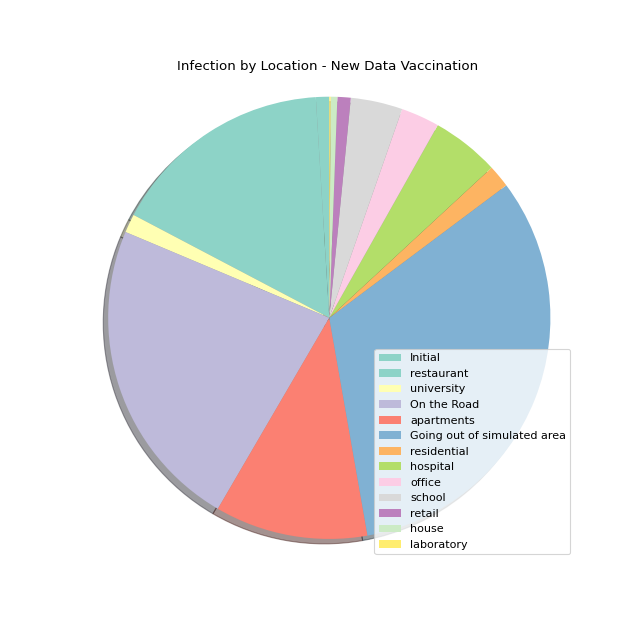 Infection by Location - New Data Vaccination
Initial
restaurant
university
On the Road
apartments
Going out of simulated area
residential
hospital
office
school
retail
house
laboratory